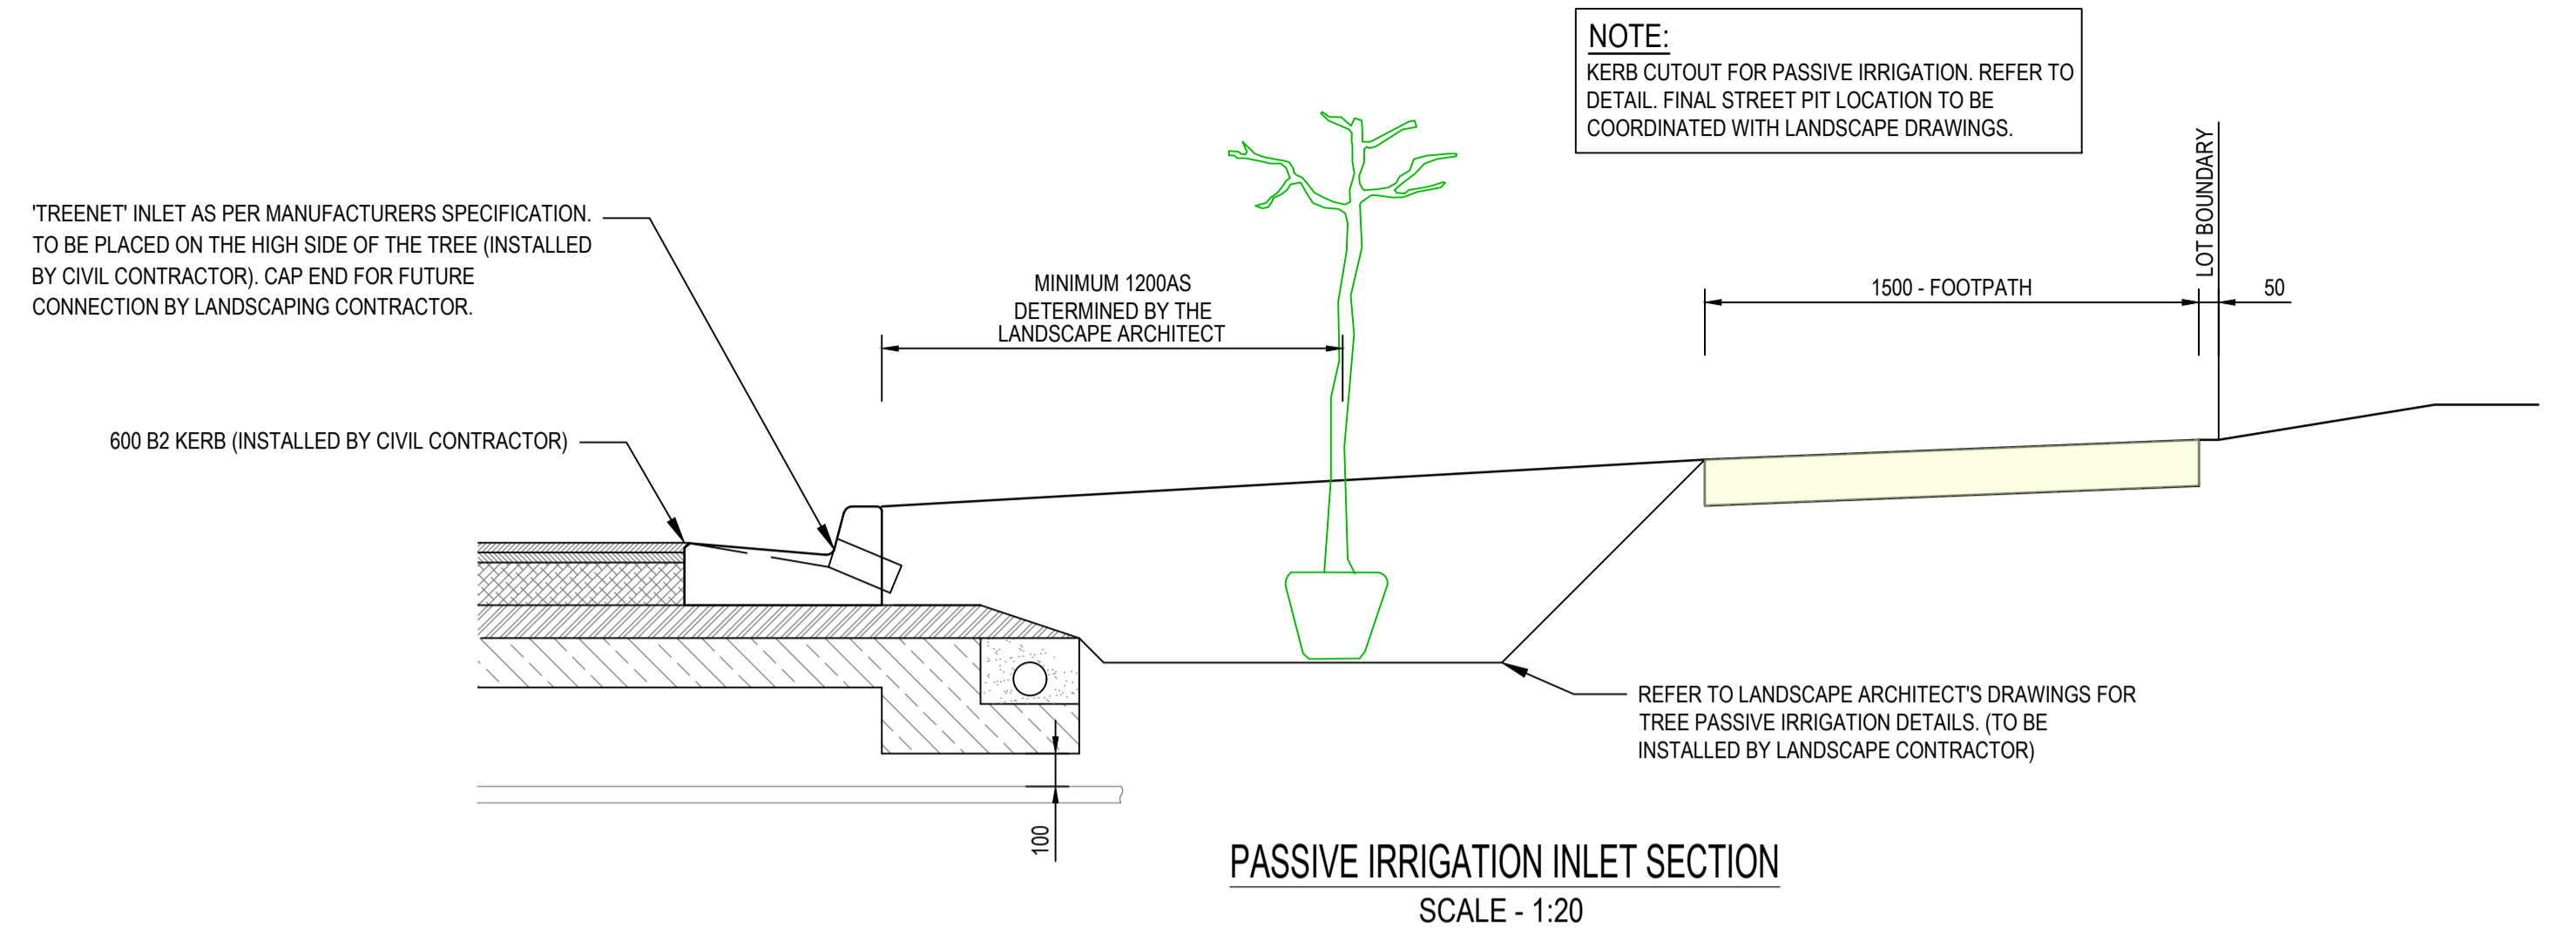 NOTE:
KERB CUTOUT FOR PASSIVE IRRIGATION. REFER TO
DETAIL. FINAL STREET PIT LOCATION TO BE
COORDINATED WITH LANDSCAPE DRAWINGS.
'TREENET' INLET AS PER MANUFACTURERS SPECIFICATION.
TO BE PLACED ON THE HIGH SIDE OF THE TREE (INSTALLED
BY CIVIL CONTRACTOR). CAP END FOR FUTURE
CONNECTION BY LANDSCAPING CONTRACTOR.
MINIMUM 1200AS
DETERMINED BY THE
LANDSCAPE ARCHITECT
1500 - FOOTPATH
LOT BOUNDARY
50
600 B2 KERB (INSTALLED BY CIVIL CONTRACTOR)
REFER TO LANDSCAPE ARCHITECT'S DRAWINGS FOR
TREE PASSIVE IRRIGATION DETAILS. (TO BE
INSTALLED BY LANDSCAPE CONTRACTOR)
100
PASSIVE IRRIGATION INLET SECTION
SCALE - 1:20